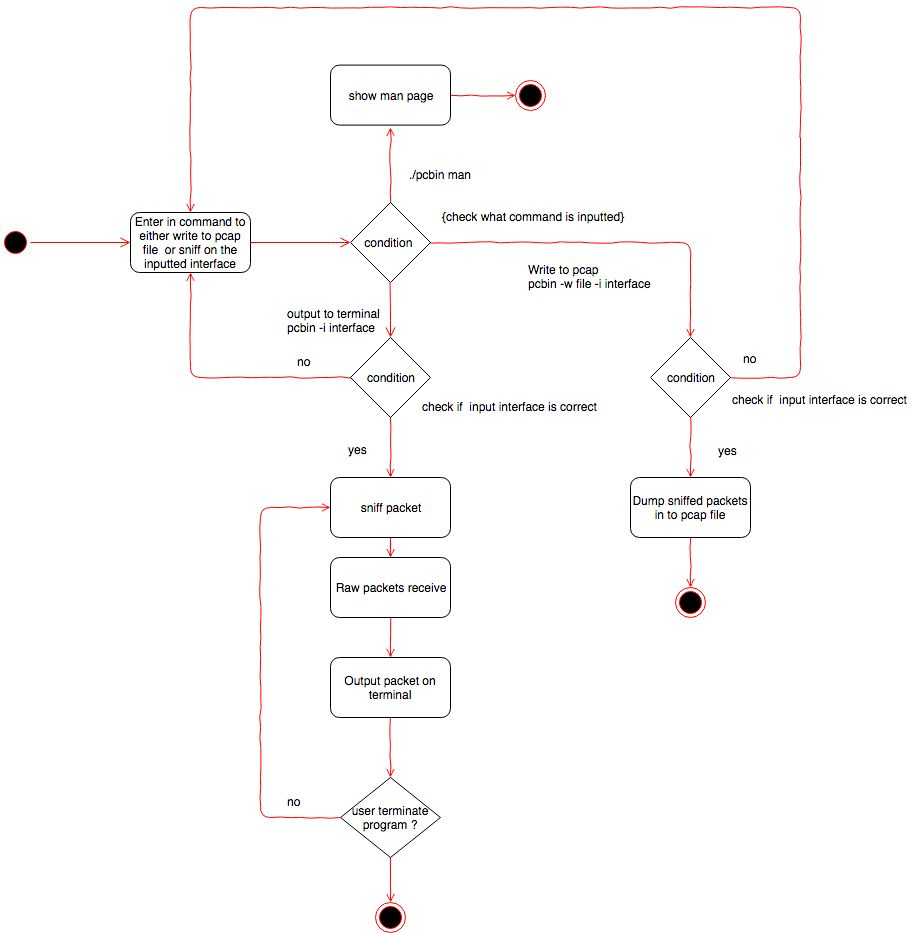 show man page
./pcbin man
{check what command is inputted}
Enter in command to
either write to pcap
file or sniff on the
inputted interface
condition
Write to pcap
pcbin -w file -i interface
output to terminal
pcbin -i interface
no
condition
check if input interface is correct
no
condition
check if input interface is correct
yes
yes
sniff packet
Dump sniffed packets
in to pcap file
Raw packets receive
Output packet on
terminal
no
user terminate
program ?